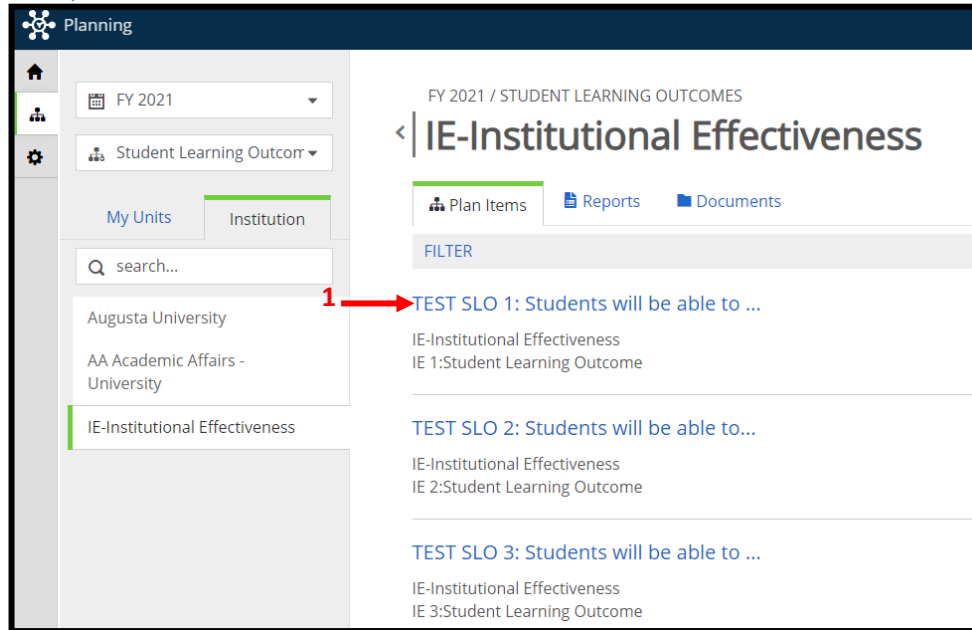 Planning
FY 2021
Student Learning Outcom
My Units
Institution
search...
Augusta University
AA Academic Affairs -
University
IE-Institutional Effectiveness
FY 2021 / STUDENT LEARNING OUTCOMES
IE-Institutional Effectiveness
Plan Items
Reports
Documents
FILTER
1
TEST SLO 1: Students will be able to ...
IE-Institutional Effectiveness
IE 1:Student Learning Outcome
TEST SLO 2: Students will be able to...
IE-Institutional Effectiveness
IE 2:Student Learning Outcome
TEST SLO 3: Students will be able to ...
IE-Institutional Effectiveness
IE 3:Student Learning Outcome